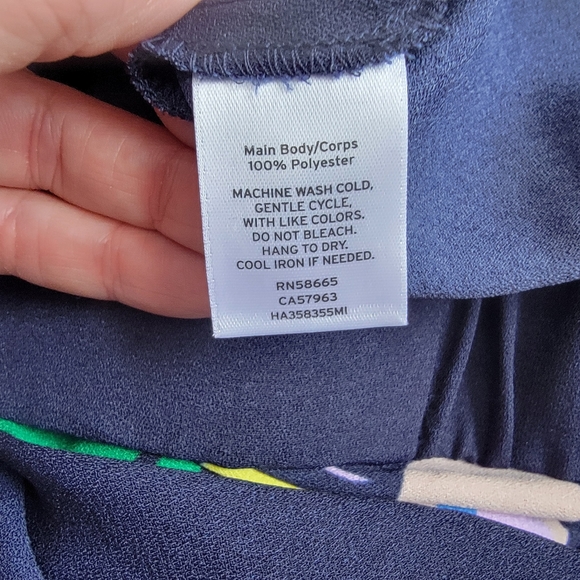 Main Body/Corps
100% Polyester
MACHINE WASH COLD,
GENTLE CYCLE,
WITH LIKE COLORS.
DO NOT BLEACH.
HANG TO DRY.
COOL IRON IF NEEDED.
RN58665
CA57963
HA358355MI